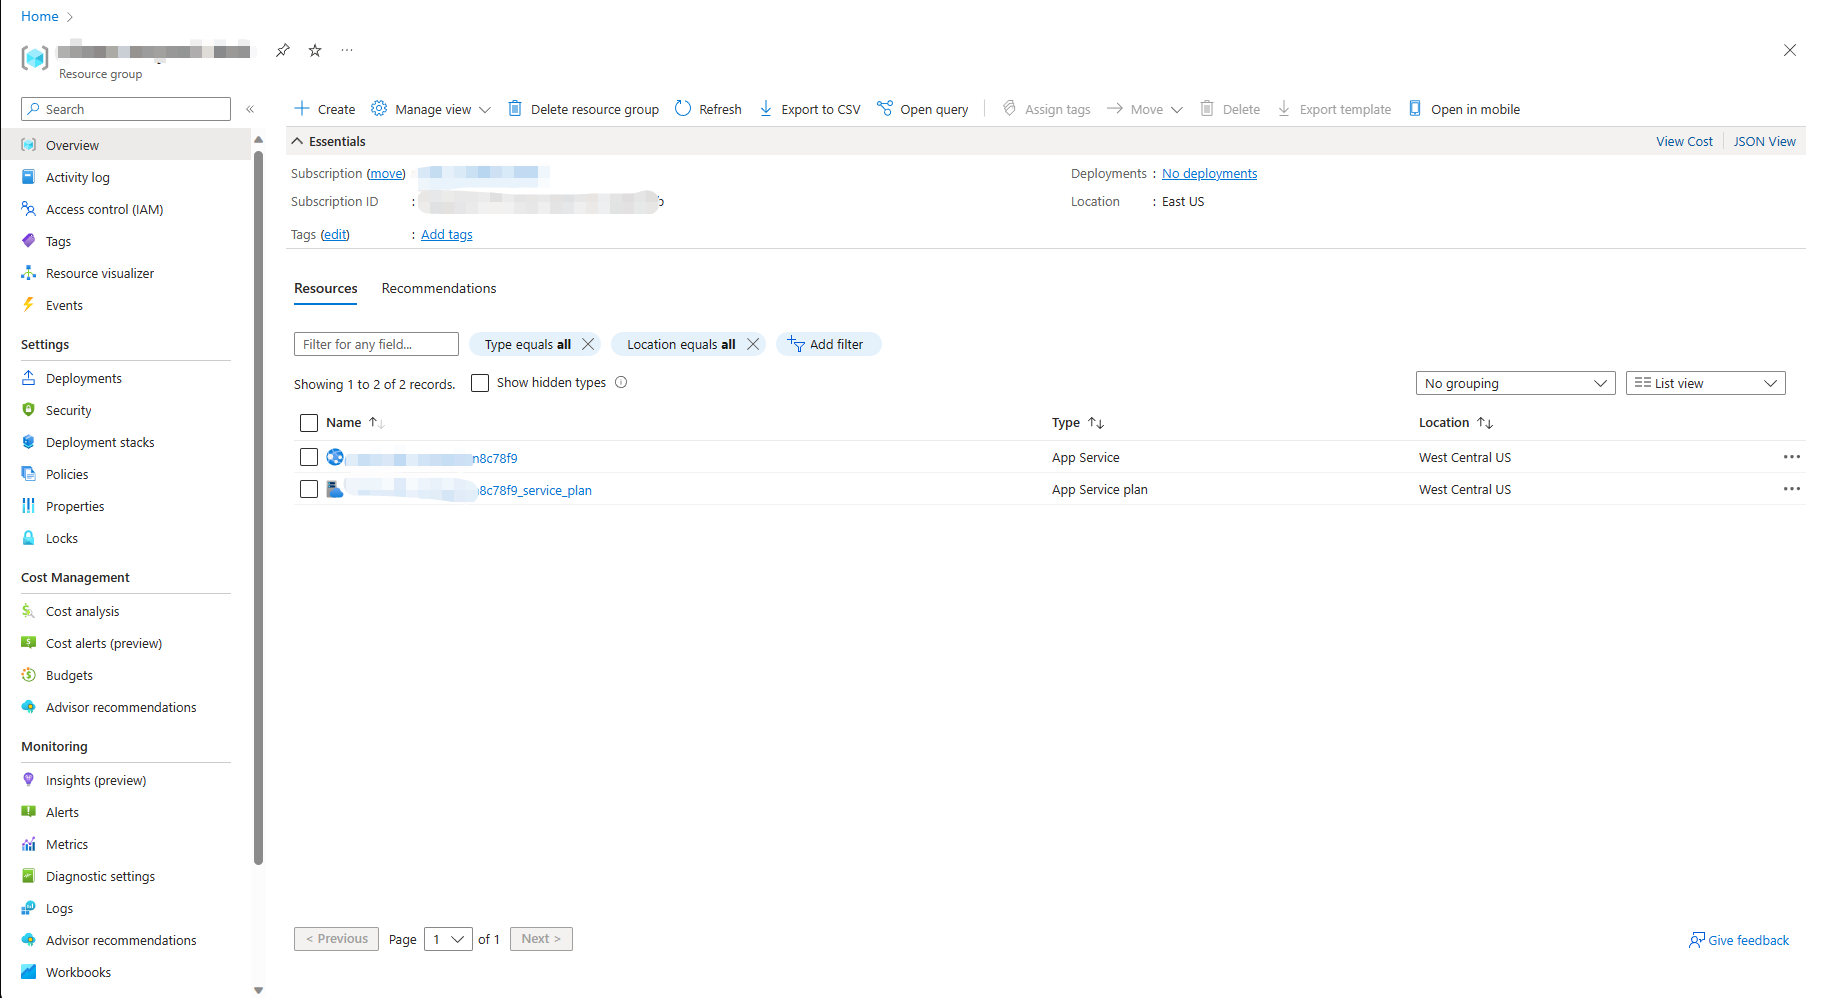 Home
Resource group
Search
Create
Manage view
Delete resource group
Refresh
Export to CSV
Open query
Assign tags
Move
Delete
Export template
Open in mobile
Overview
Activity log
Access control (IAM)
Tags
Resource visualizer
Events
Settings
Deployments
Security
Deployment stacks
Policies
Properties
Locks
Cost Management
Cost analysis
Cost alerts (preview)
Budgets
Advisor recommendations
Monitoring
Insights (preview)
Alerts
Metrics
Diagnostic settings
Logs
Advisor recommendations
Workbooks
Essentials
View Cost
JSON View
Subscription (move)
Subscription ID :
Tags (edit) : Add tags
Deployments : No deployments
Location : East US
Resources
Recommendations
Filter for any field...
Type equals all
Location equals all
Add filter
Showing 1 to 2 of 2 records.
Show hidden types
No grouping
List view
Name Type Location
8c78f9 App Service West Central US
8c78f9_service_plan App Service plan West Central US
< Previous Page 1 of 1 Next >
Give feedback